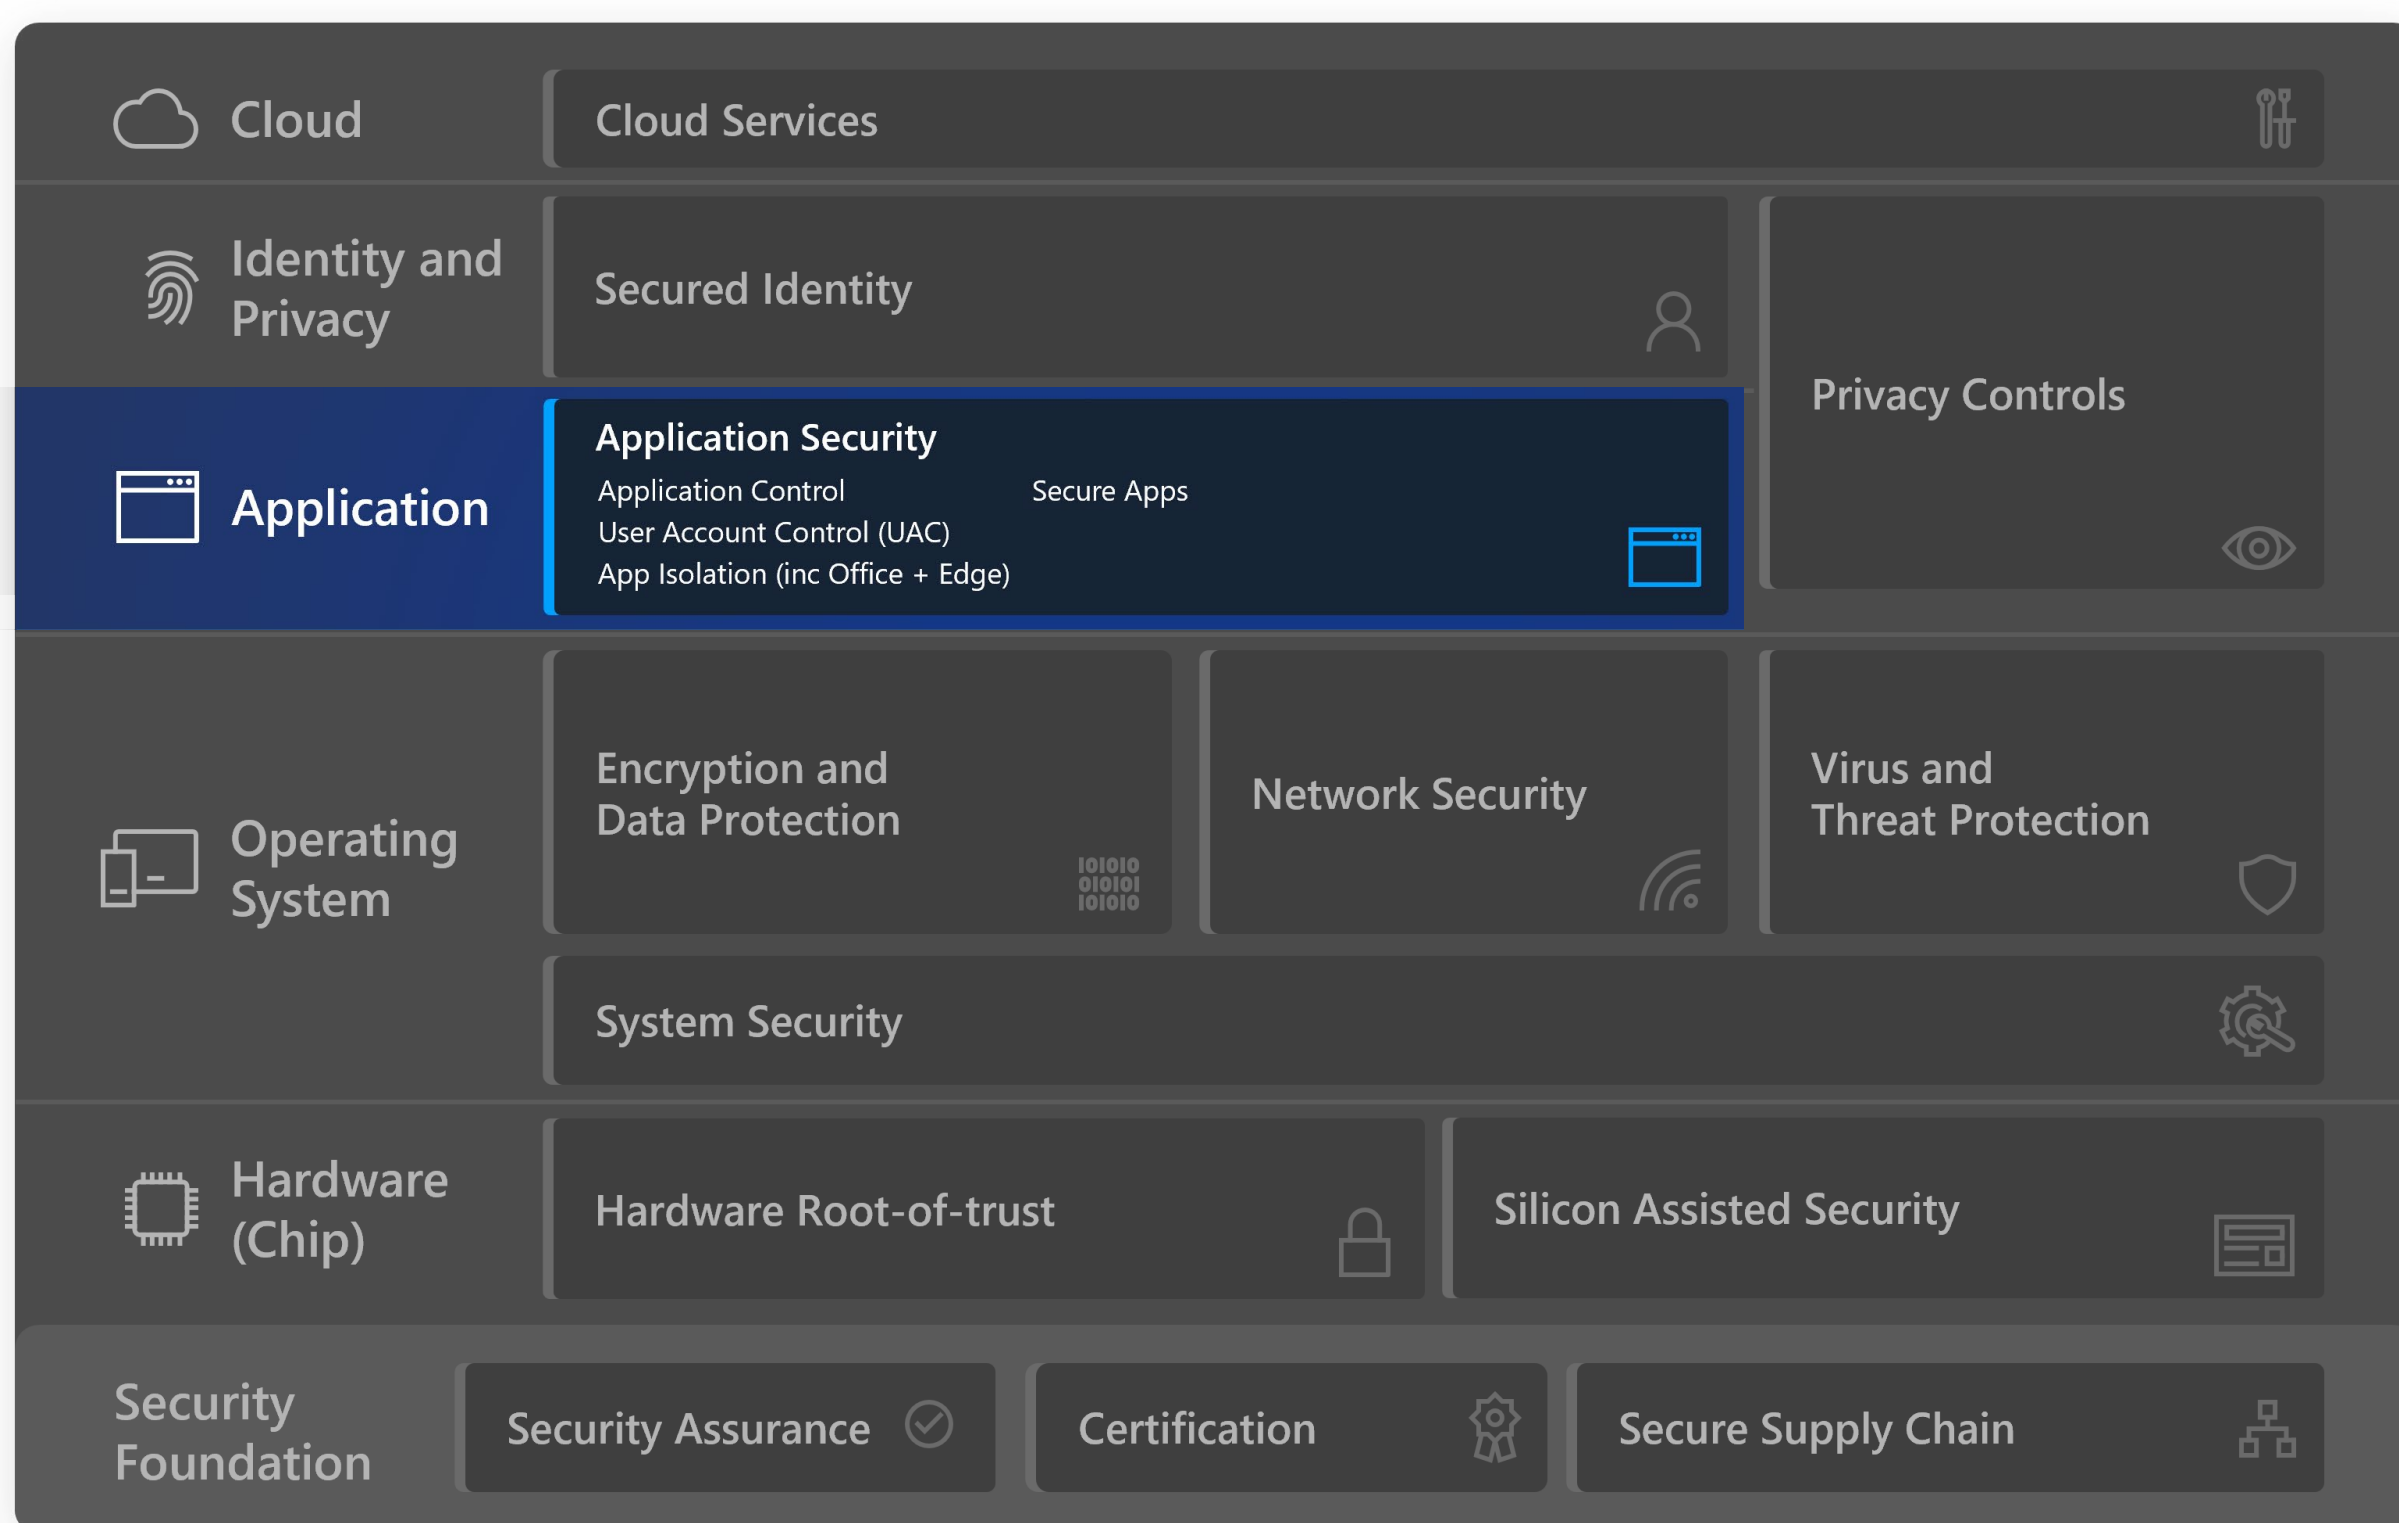 Cloud
Cloud Services
Identity and
Privacy
Secured Identity
Privacy Controls
Application
Application Security
Application Control
Secure Apps
User Account Control (UAC)
App Isolation (inc Office + Edge)
Operating
System
Encryption and
Data Protection
IOIOIO
OIOIOI
IOIOIO
Network Security
Virus and
Threat Protection
System Security
Hardware
(Chip)
Hardware Root-of-trust
Silicon Assisted Security
Security
Foundation
Security Assurance
Certification
Secure Supply Chain